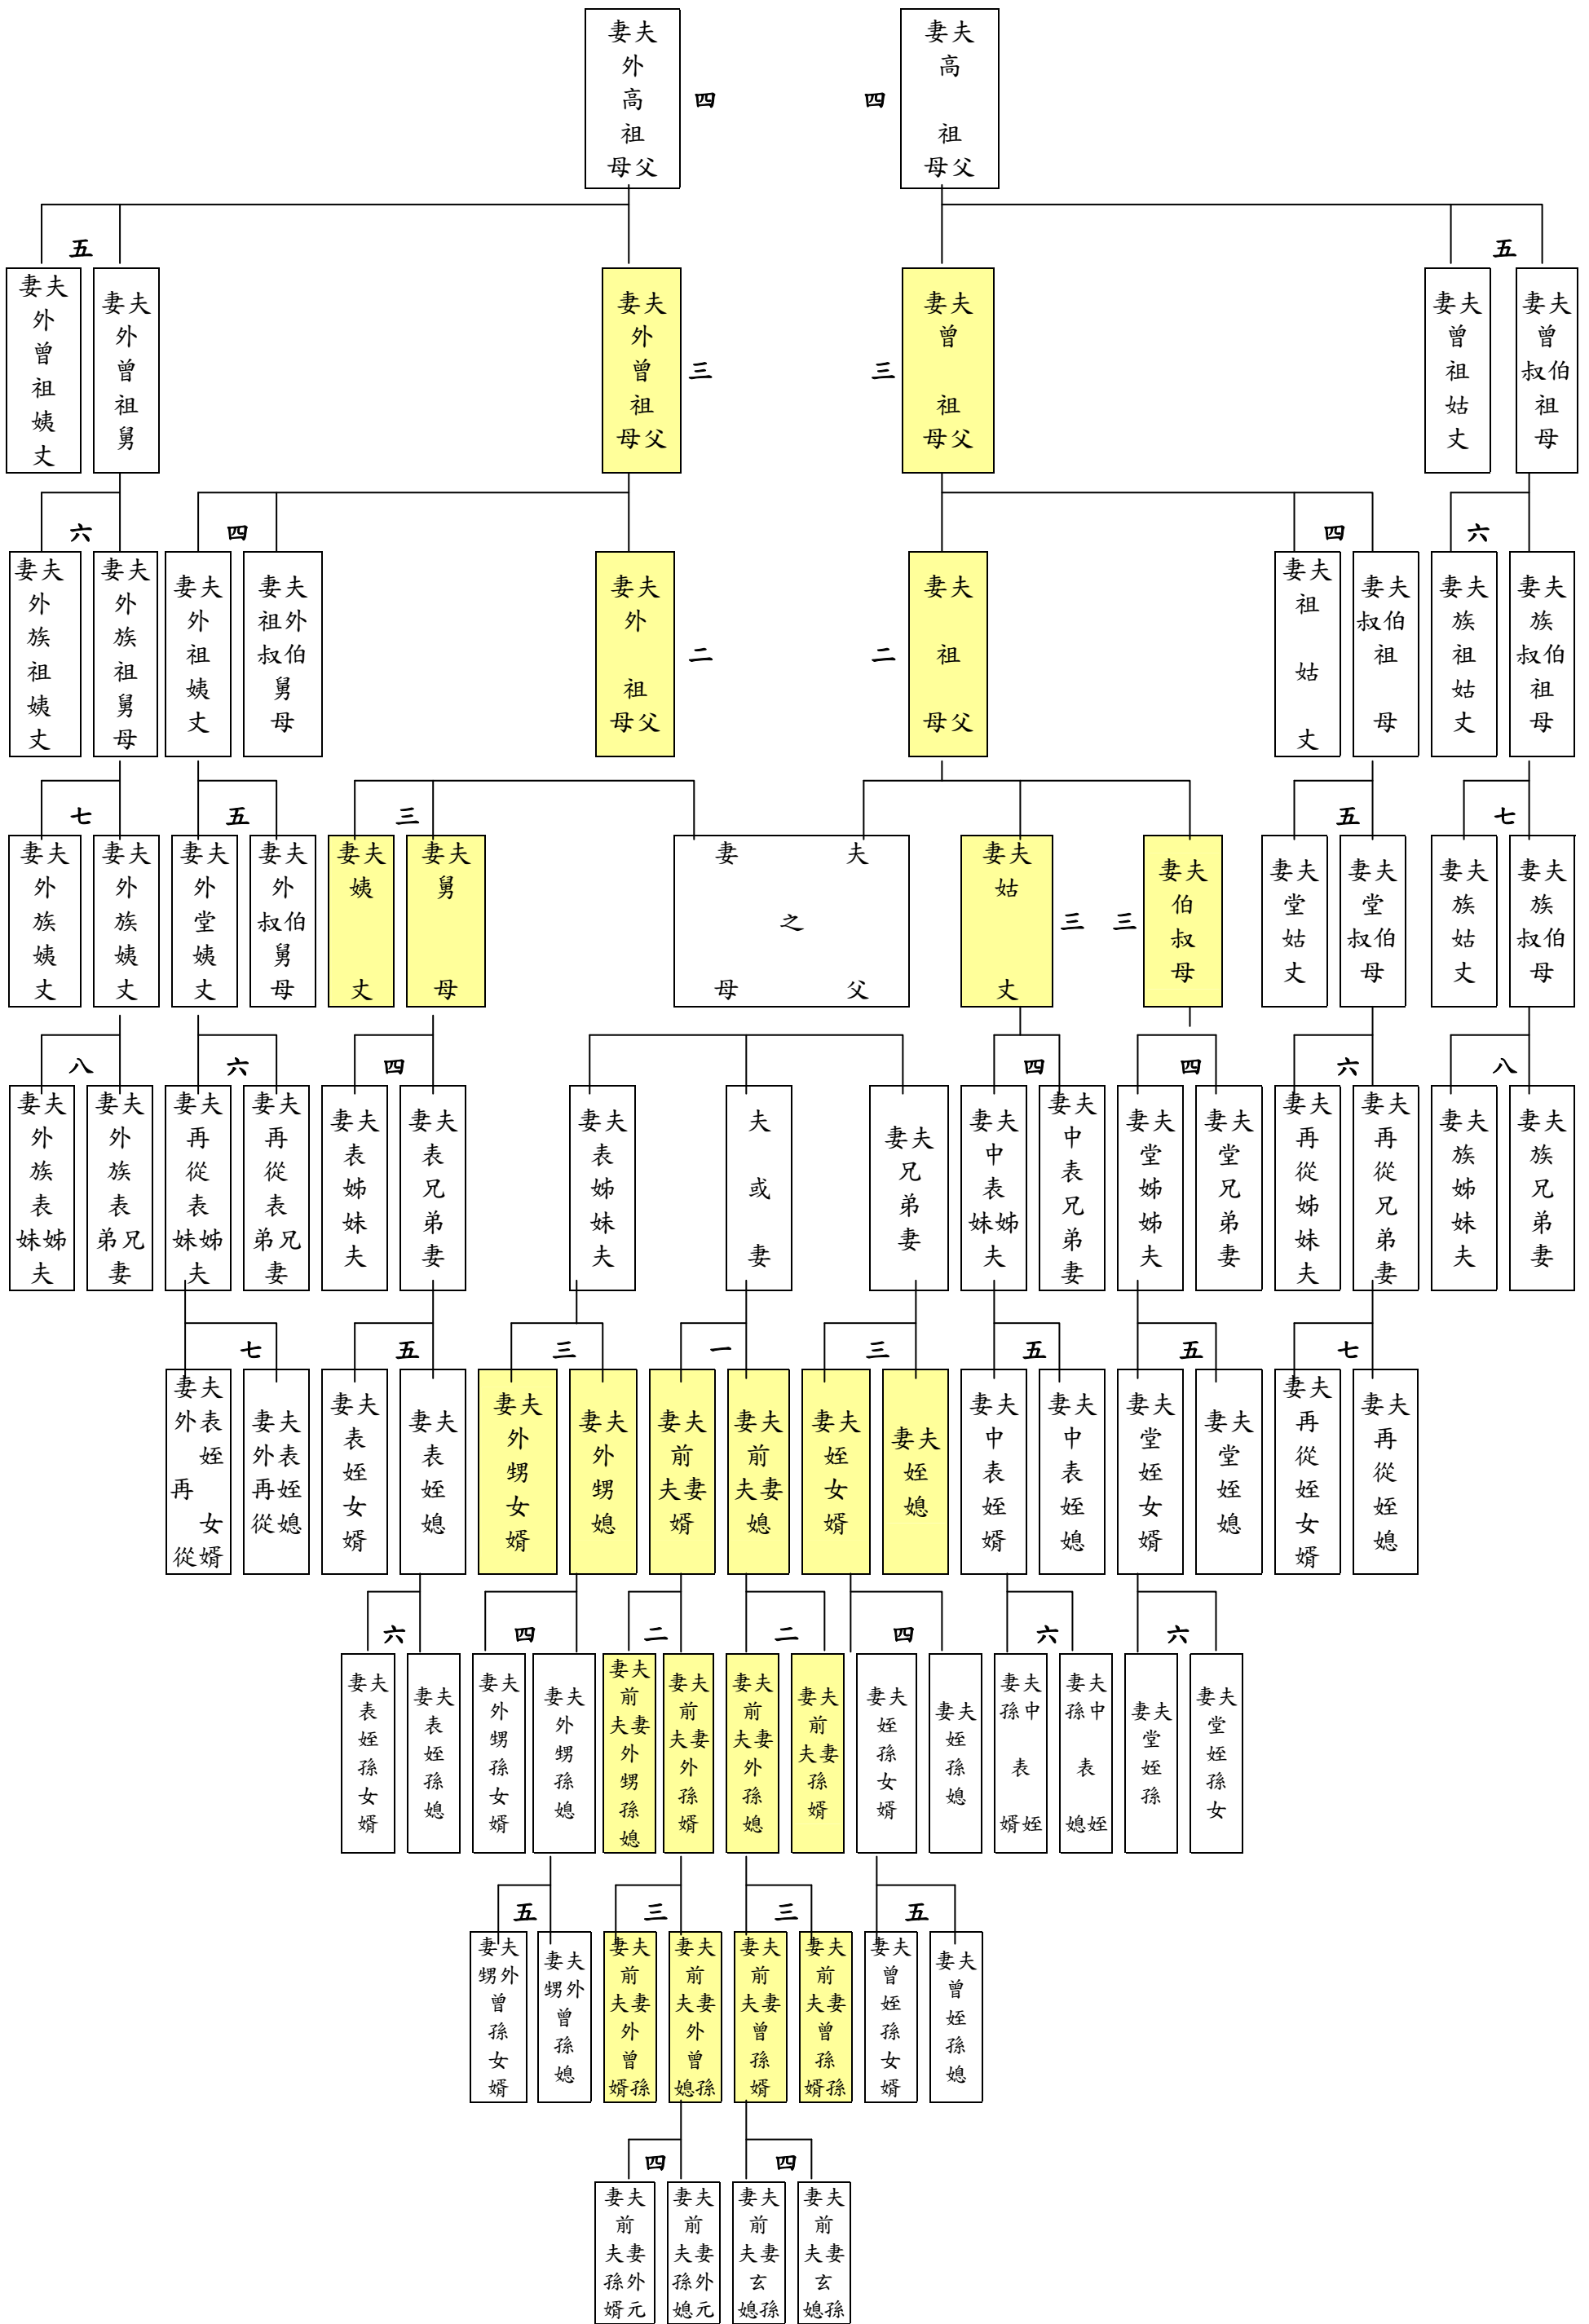 妻夫外高祖母父
四
四
妻夫高祖母父
五
五
妻夫外曾祖姨丈
妻夫外曾祖舅
妻夫外曾祖母父
三
三
妻夫曾祖母父
妻夫曾祖姑丈
妻夫曾叔伯祖母
六
四
四
六
妻夫外族祖姨丈
妻夫外族祖舅母
妻夫外祖姨丈
妻夫祖外叔伯舅母
妻夫外祖母父
二
二
妻夫祖母父
妻夫祖姑丈
妻夫叔伯祖母
妻夫族祖姑丈
妻夫族叔伯祖母
七
五
三
五
七
妻夫外族姨丈
妻夫外族姨丈
妻夫外堂姨丈
妻夫外叔伯舅母
妻夫姨丈
妻夫舅母
妻夫之母父
妻夫姑丈
三
三
妻夫伯叔母
妻夫堂姑丈
妻夫堂叔伯母
妻夫族姑丈
妻夫族叔伯母
八
六
四
四
四
六
八
妻夫外族表妹姊夫
妻夫外族表弟兄妻
妻夫再從表妹姊夫
妻夫再從表弟兄妻
妻夫表姊妹夫
妻夫表兄弟妻
妻夫表姊妹夫
夫或妻
妻夫兄弟妻
妻夫中表妹姊夫
妻夫中表兄弟妻
妻夫堂姊姊夫
妻夫堂兄弟妻
妻夫再從姊妹夫
妻夫再從兄弟妻
妻夫族姊妹夫
妻夫族兄弟妻
七
五
三
一
三
五
五
七
妻夫外表姪再女從婿
妻夫外表再姪從媳
妻夫表姪女婿
妻夫表姪媳
妻夫外甥女婿
妻夫外甥媳
妻夫前夫妻婿
妻夫前夫妻媳
妻夫姪女婿
妻夫姪媳
妻夫中表姪婿
妻夫中表姪媳
妻夫堂姪女婿
妻夫堂姪媳
妻夫再從姪女婿
妻夫再從姪媳
六
四
二
二
四
六
六
妻夫表姪孫女婿
妻夫表姪孫媳
妻夫外甥孫女婿
妻夫外甥孫媳
妻夫前夫妻外甥孫媳
妻夫前夫妻外孫婿
妻夫前夫妻外孫媳
妻夫前夫妻孫婿
妻夫姪孫女婿
妻夫姪孫媳
妻夫孫中表婿姪
妻夫孫中表媳姪
妻夫堂姪孫
妻夫堂姪孫女
五
三
三
五
妻夫甥外曾孫女婿
妻夫甥外曾孫媳
妻夫前夫妻外曾婿孫
妻夫前夫妻外曾媳孫
妻夫前夫妻曾孫婿
妻夫前夫妻曾孫婿孫
妻夫曾姪孫女婿
妻夫曾姪孫媳
四
四
妻夫前夫妻孫外婿元
妻夫前夫妻孫外媳元
妻夫前夫妻玄媳孫
妻夫前夫妻玄媳孫